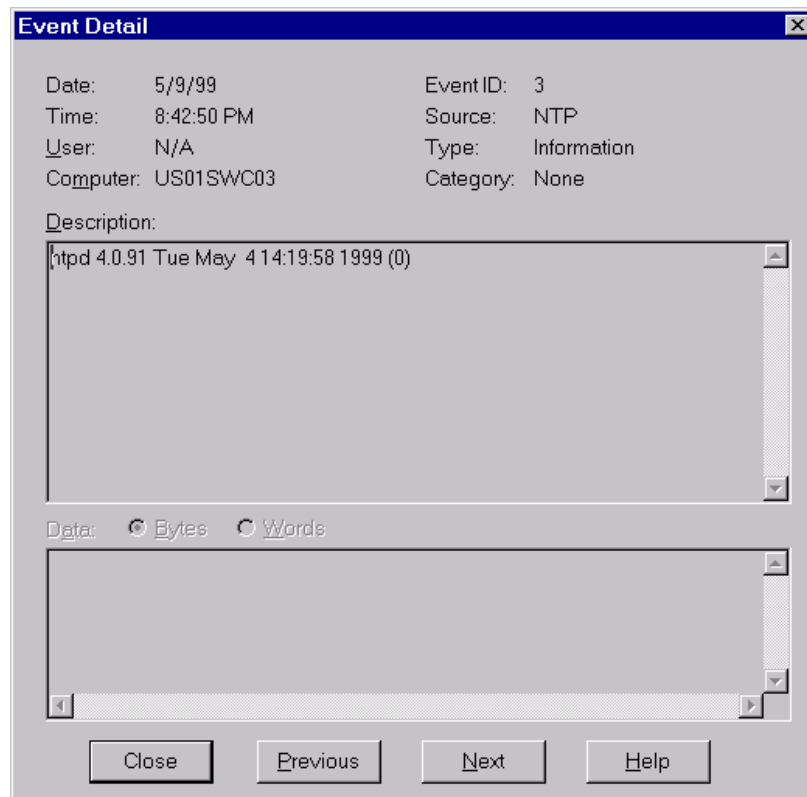 Event Detail
Date: 5/9/99 Event ID: 3
Time: 8:42:50 PM Source: NTP
User: N/A Type: Information
Computer: US01SWC03 Category: None
Description:
ntpd 4.0.91 Tue May  4 14:19:58 1999 (0)
Data: Bytes Words
Close Previous Next Help